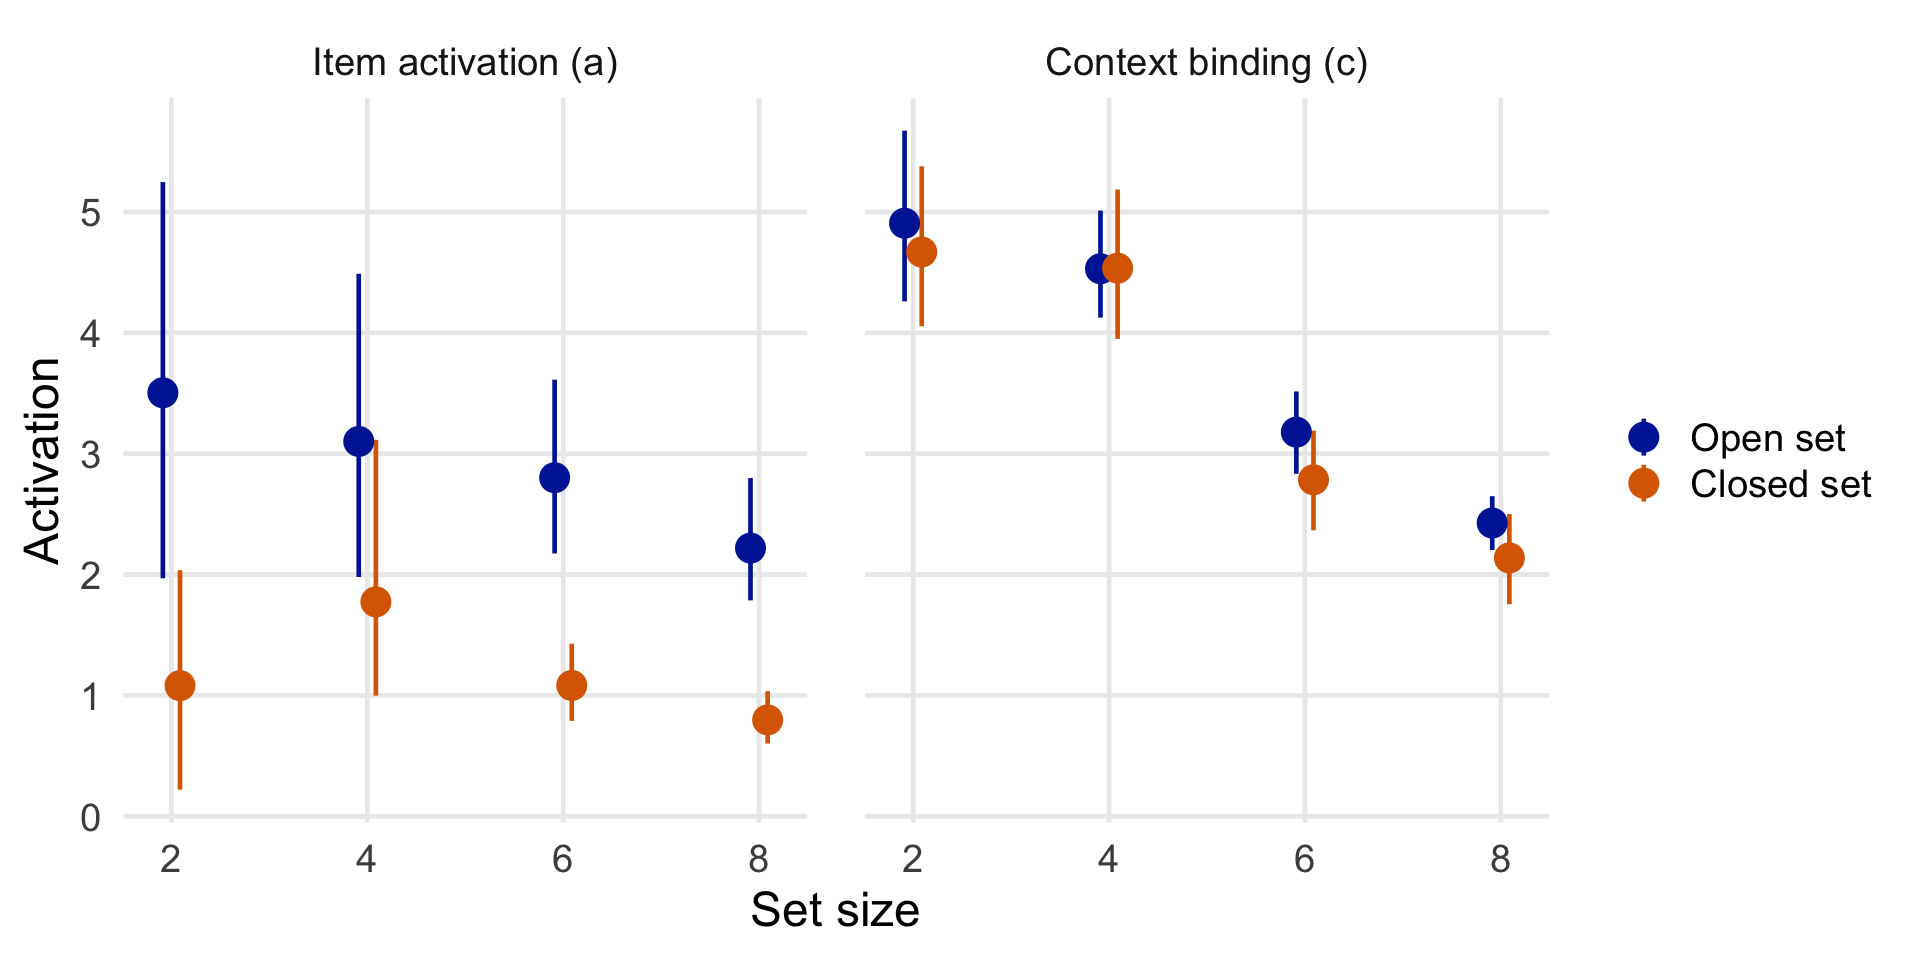 Item activation (a)
Context binding (c)
Activation
5
4
3
2
1
0
2 4 6 8
2 4 6 8
Set size
Open set
Closed set